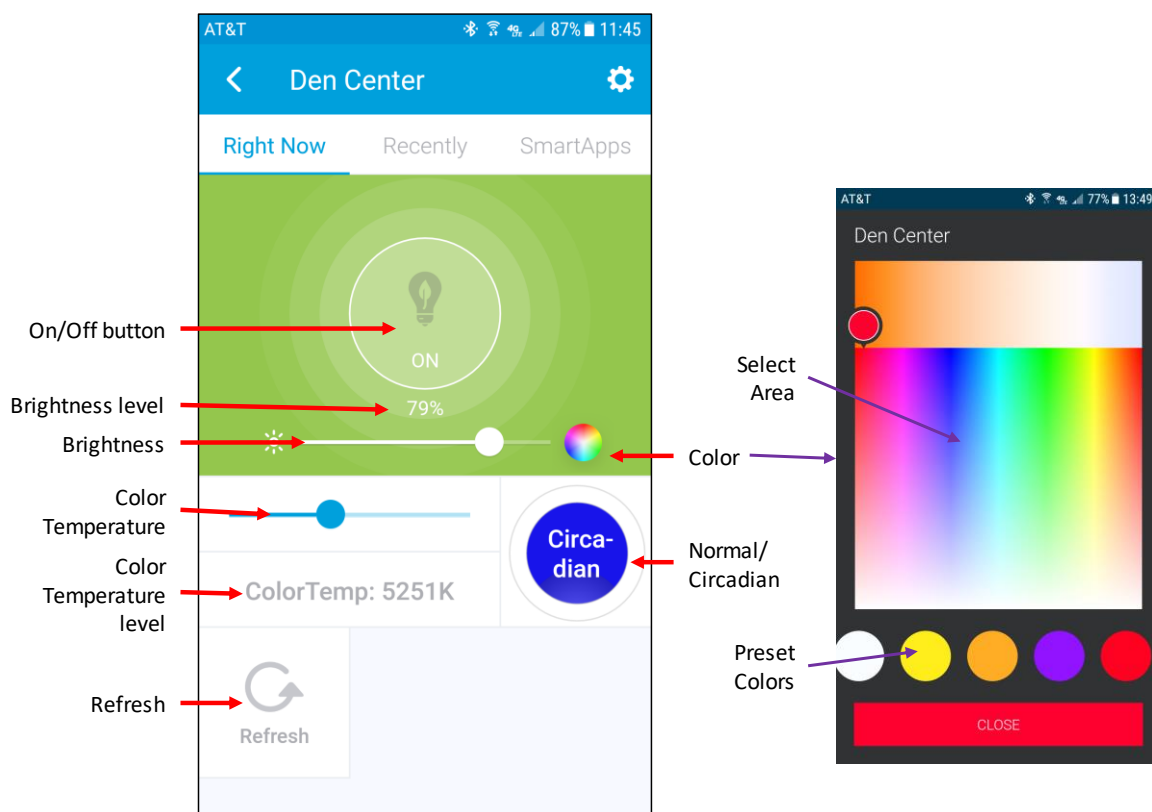 AT&T 87% 11:45
Den Center
Right Now Recently SmartApps
On/Off button
ON
Brightness level
79%
Brightness
Color
Temperature
Circa-
dian
Color
Temperature
level
ColorTemp: 5251K
Refresh
Refresh
Color
Normal/
Circadian
AT&T 77% 13:49
Den Center
Select
Area
Preset
Colors
CLOSE